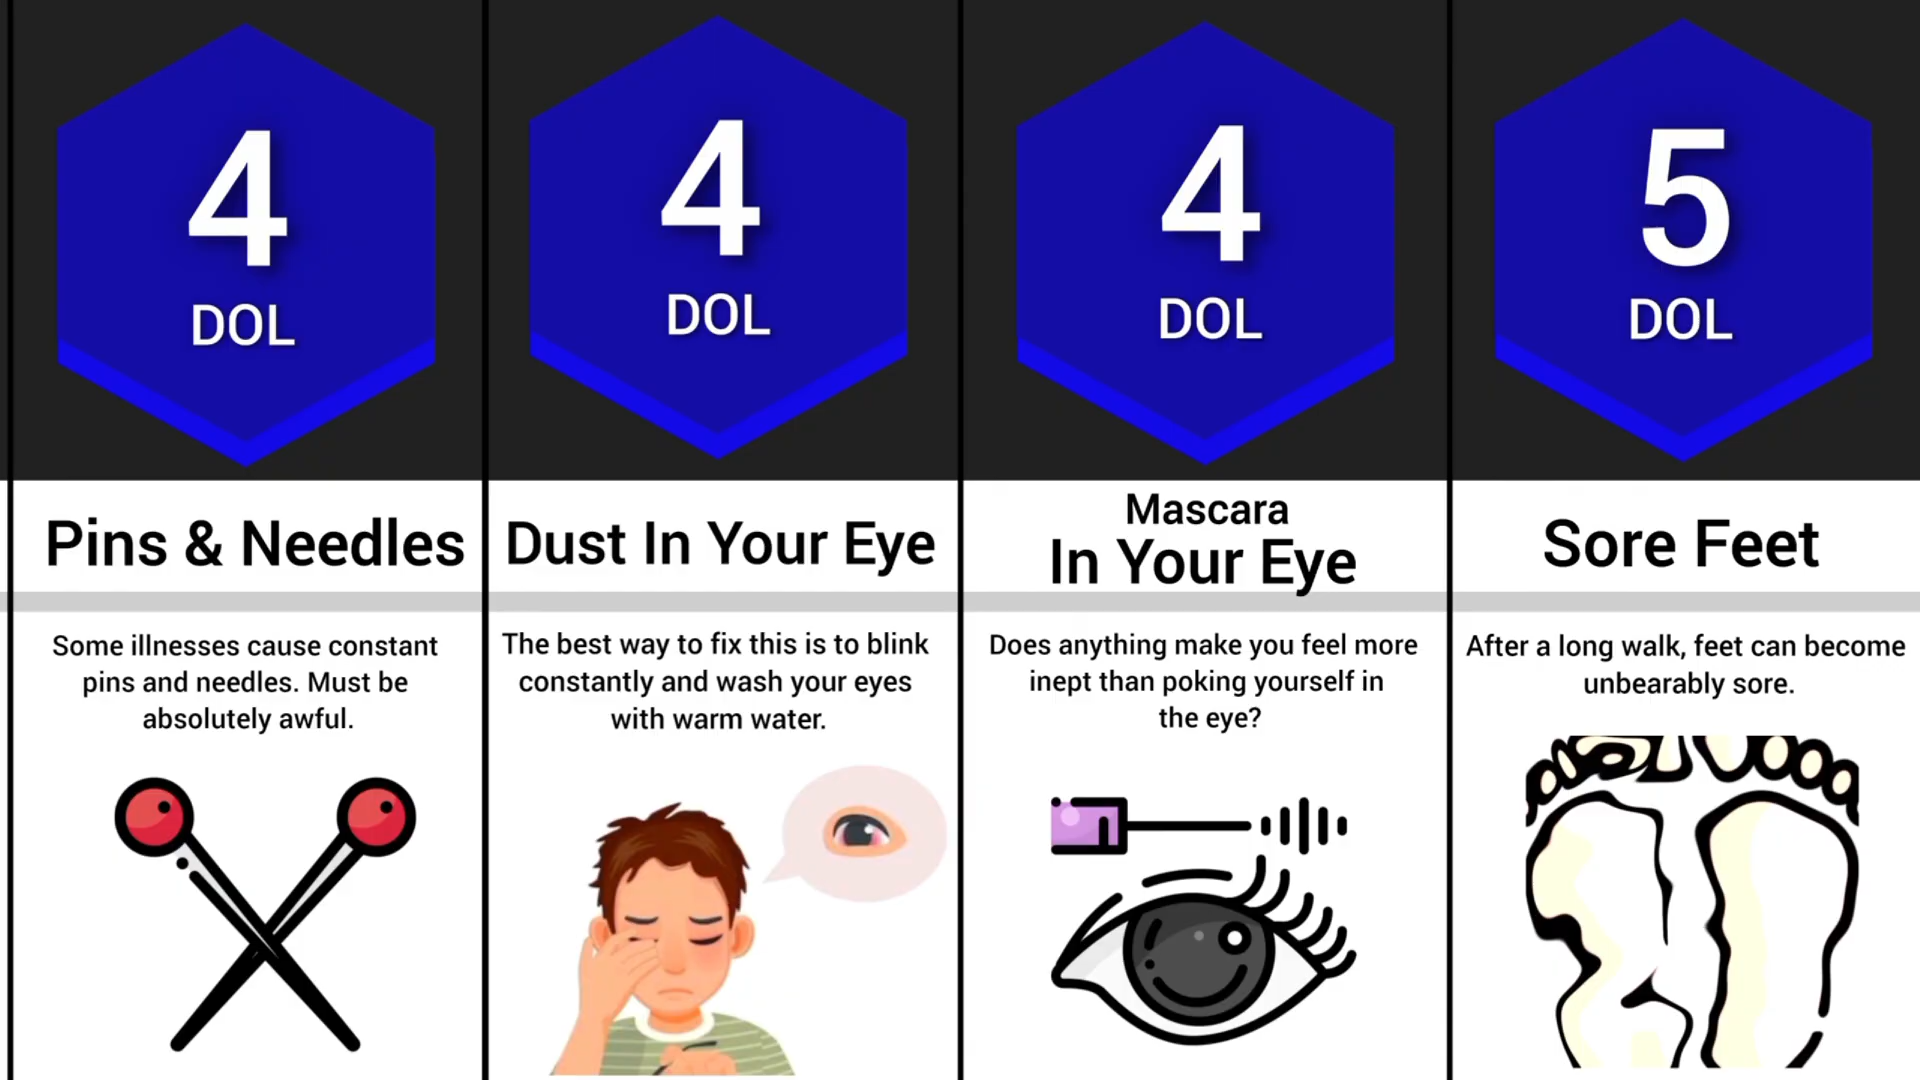 4
DOL
Pins & Needles
Some illnesses cause constant
pins and needles. Must be
absolutely awful.
4
DOL
Dust In Your Eye
The best way to fix this is to blink
constantly and wash your eyes
with warm water.
4
DOL
Mascara
In Your Eye
Does anything make you feel more
inept than poking yourself in
the eye?
5
DOL
Sore Feet
After a long walk, feet can become
unbearably sore.